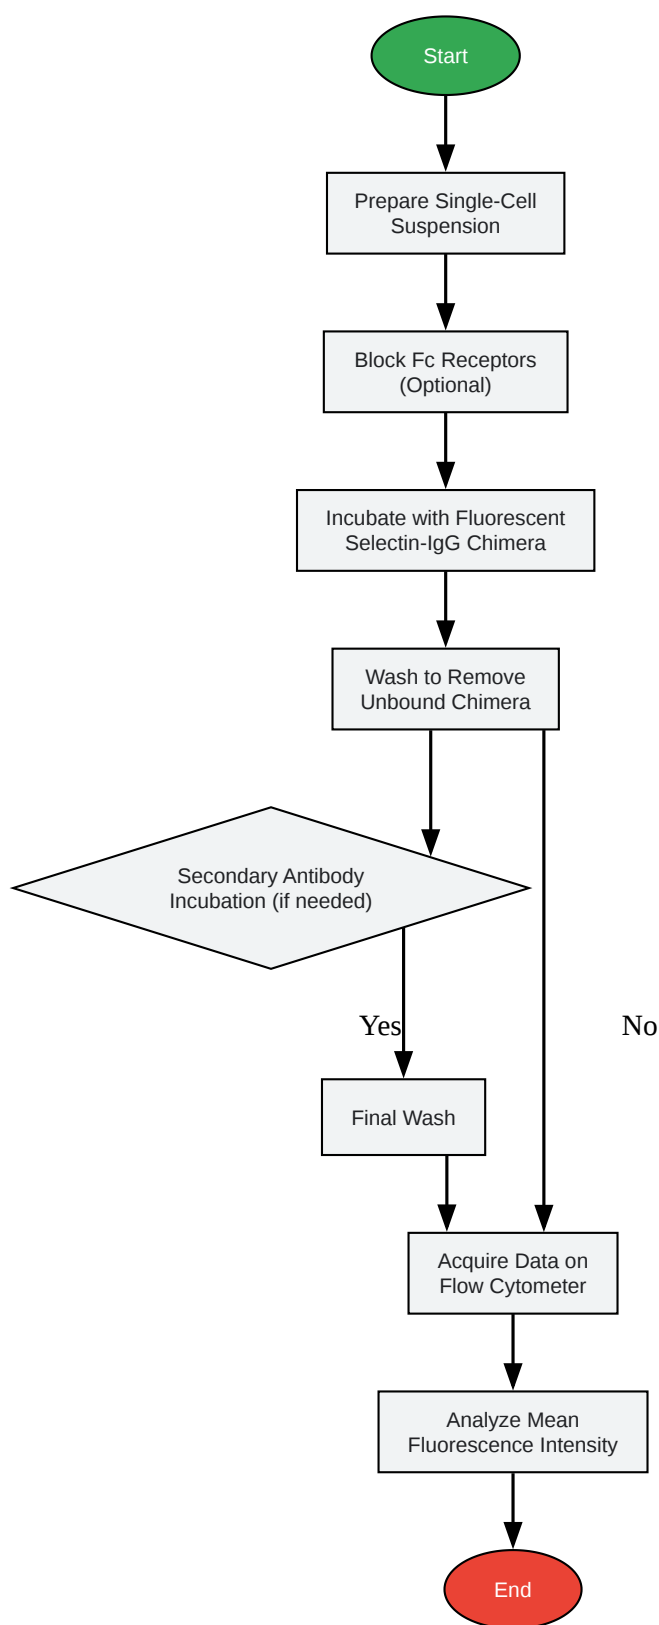 Start
Prepare Single-Cell
Suspension
Block Fc Receptors
(Optional)
Incubate with Fluorescent
Selectin-IgG Chimera
Wash to Remove
Unbound Chimera
Secondary Antibody
Incubation (if needed)
Yes
No
Final Wash
Acquire Data on
Flow Cytometer
Analyze Mean
Fluorescence Intensity
End